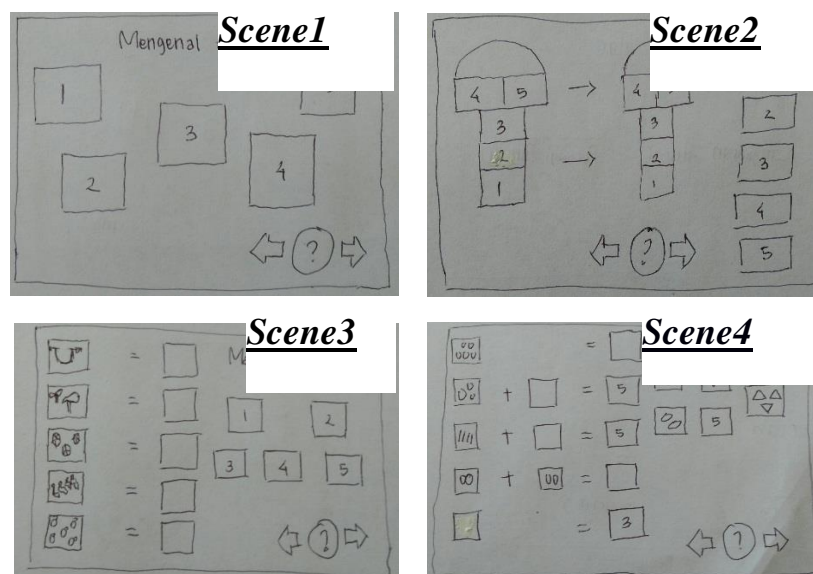 Scene1
Mengenal
1
3
2
4
?
Scene2
4 5 → 4
3 3
2 → 2
1 1
2
3
4
5
?
Scene3
=
=
=
=
=
1 2
3 4 5
?
Scene4
=
+ = 5
+ = 5
+ =
= 3
5
?